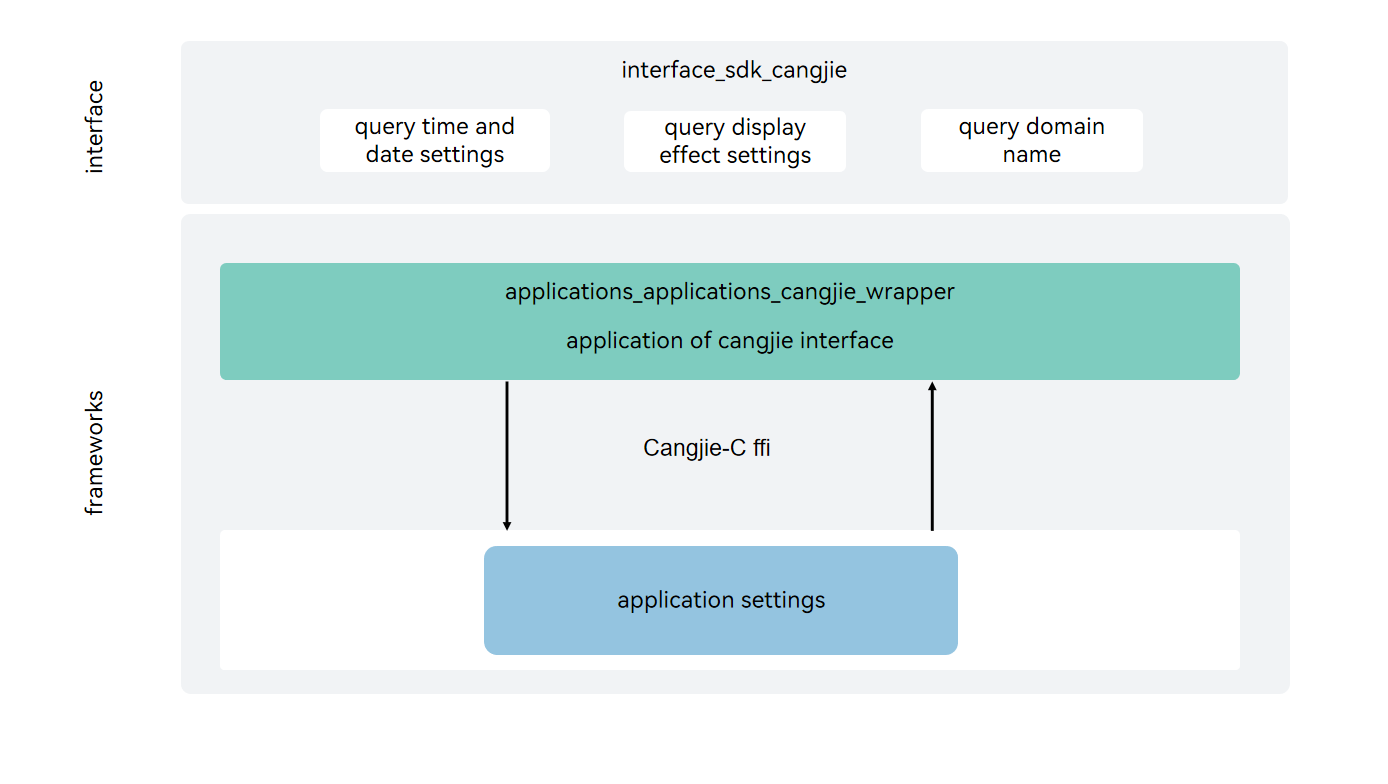 interface
interface_sdk_cangjie
query time and
date settings
query display
effect settings
query domain
name
frameworks
applications_applications_cangjie_wrapper
application of cangjie interface
Cangjie-C ffi
application settings